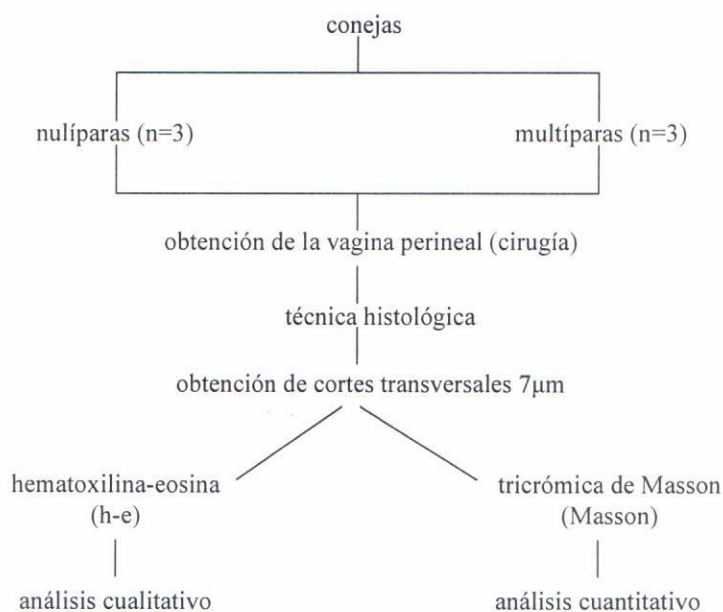 conejas
nulíparas (n=3)
multíparas (n=3)
obtención de la vagina perineal (cirugía)
técnica histológica
obtención de cortes transversales 7μm
hematoxilina-eosina
(h-e)
tricrómica de Masson
(Masson)
análisis cualitativo
análisis cuantitativo